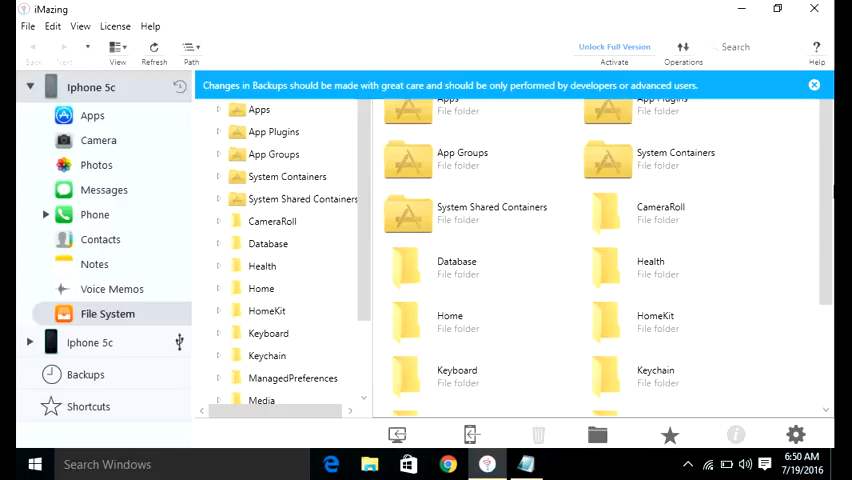 iMazing
File Edit View License Help
Back Next View Refresh Path
Unlock Full Version
Activate
Operations
Search
Help
Iphone 5c
Changes in Backups should be made with great care and should be only performed by developers or advanced users.
Apps
Camera
Photos
Messages
Phone
Contacts
Notes
Voice Memos
File System
Iphone 5c
Backups
Shortcuts
Apps
App Plugins
App Groups
System Containers
System Shared Containers
CameraRoll
Database
Health
Home
HomeKit
Keyboard
Keychain
ManagedPreferences
Media
Apps
File folder
App Plugins
File folder
App Groups
File folder
System Containers
File folder
System Shared Containers
File folder
CameraRoll
File folder
Database
File folder
Health
File folder
Home
File folder
HomeKit
File folder
Keyboard
File folder
Keychain
File folder
Search Windows
6:50 AM
7/19/2016